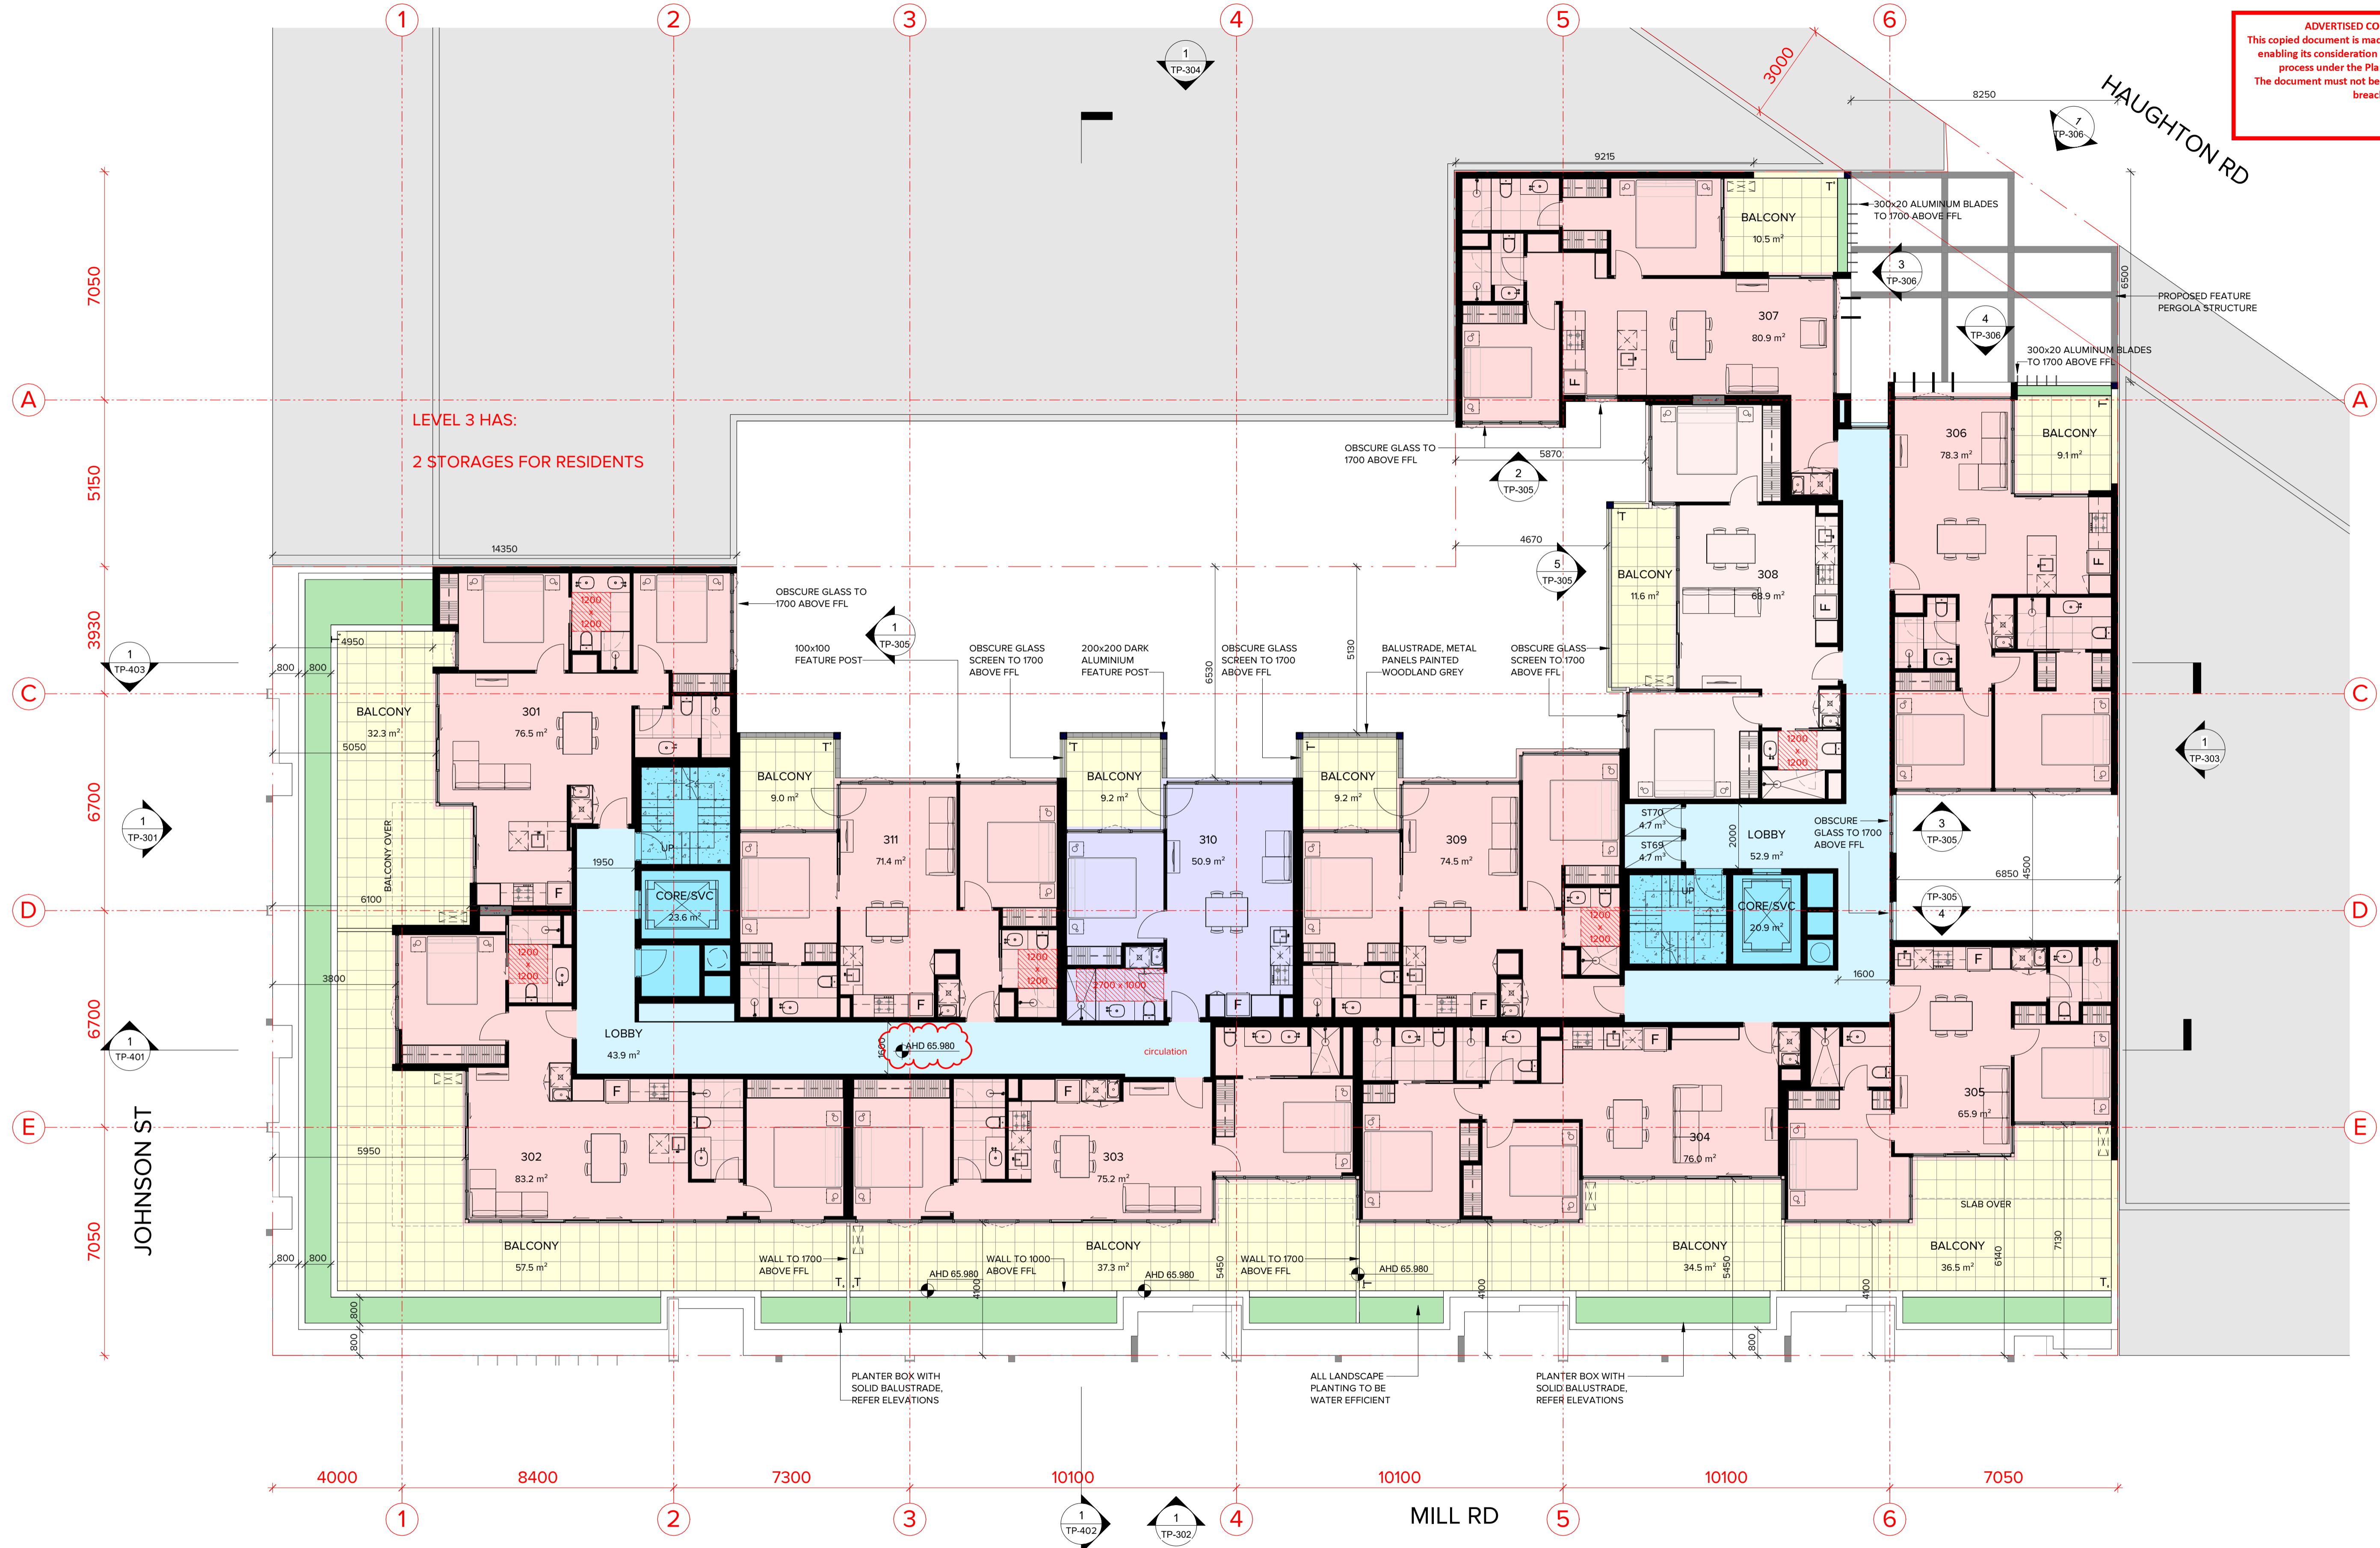 1
2
3
4
5
6
ADVERTISED CO
This copied document is mad
enabling its consideration
process under the Pla
The document must not be
breac
HAUGHTON RD
1
TP-304
3000
8250
1
TP-306
9215
7050
BALCONY
10.5 m²
T
300x20 ALUMINUM BLADES
TO 1700 ABOVE FFL
3
TP-306
6500
PROPOSED FEATURE
PERGOLA STRUCTURE
307
80.9 m²
4
TP-306
300x20 ALUMINUM BLADES
TO 1700 ABOVE FFL
F
A
A
LEVEL 3 HAS:
2 STORAGES FOR RESIDENTS
5150
OBSCURE GLASS TO
1700 ABOVE FFL
5870
2
TP-305
306
78.3 m²
BALCONY
9.1 m²
T
14350
4670
5
TP-305
T
BALCONY
11.6 m²
308
68.9 m²
F
F
3930
1200
x
1200
OBSCURE GLASS TO
1700 ABOVE FFL
1
TP-305
T
4950
800
800
1
TP-403
100x100
FEATURE POST
OBSCURE GLASS
SCREEN TO 1700
ABOVE FFL
200x200 DARK
ALUMINIUM
FEATURE POST
OBSCURE GLASS
SCREEN TO 1700
ABOVE FFL
6530
5130
BALUSTRADE, METAL
PANELS PAINTED
WOODLAND GREY
OBSCURE GLASS
SCREEN TO 1700
ABOVE FFL
C
C
BALCONY
32.3 m²
5050
301
76.5 m²
1200
x
1200
1
TP-303
T
BALCONY
9.0 m²
T
BALCONY
9.2 m²
T
BALCONY
9.2 m²
6700
1
TP-301
BALCONY OVER
1950
UP
311
71.4 m²
310
50.9 m²
309
74.5 m²
ST70
4.7 m³
ST69
4.7 m³
2000
LOBBY
52.9 m²
OBSCURE
GLASS TO 1700
ABOVE FFL
3
TP-305
6850
4500
F
6100
CORE/SVC
23.6 m²
UP
CORE/SVC
20.9 m²
TP-305
4
D
D
1200
x
1200
1200
x
1200
1200
x
1200
2700 x 1000
3800
F
F
F
F
1600
6700
1
TP-401
LOBBY
43.9 m²
1600
AHD 65.980
circulation
F
F
F
305
65.9 m²
E
E
JOHNSON ST
5950
302
83.2 m²
303
75.2 m²
304
76.0 m²
SLAB OVER
7050
800
800
BALCONY
57.5 m²
WALL TO 1700
ABOVE FFL
T
T
WALL TO 1000
ABOVE FFL
BALCONY
37.3 m²
AHD 65.980
4100
AHD 65.980
5450
WALL TO 1700
ABOVE FFL
AHD 65.980
T
4100
BALCONY
34.5 m²
5450
4100
BALCONY
36.5 m²
6140
7130
T
800
800
800
PLANTER BOX WITH
SOLID BALUSTRADE,
REFER ELEVATIONS
ALL LANDSCAPE
PLANTING TO BE
WATER EFFICIENT
PLANTER BOX WITH
SOLID BALUSTRADE,
REFER ELEVATIONS
4000
8400
7300
10100
10100
10100
7050
1
2
3
1
TP-402
1
TP-302
4
MILL RD
5
6